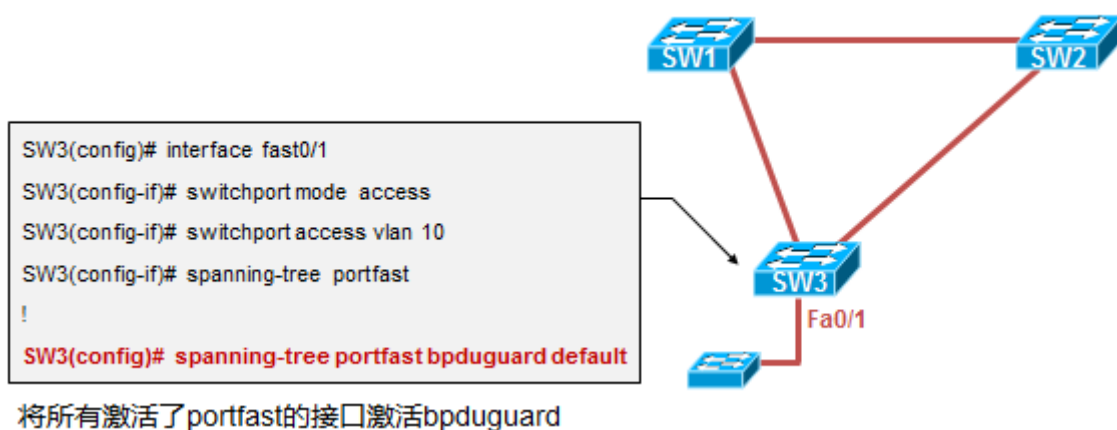 SW1
SW2
SW3(config)# interface fast0/1
SW3(config-if)# switchport mode access
SW3(config-if)# switchport access vlan 10
SW3(config-if)# spanning-tree portfast
!
SW3(config)# spanning-tree portfast bpduguard default
SW3
Fa0/1
将所有激活了portfast的接口激活bpduguard